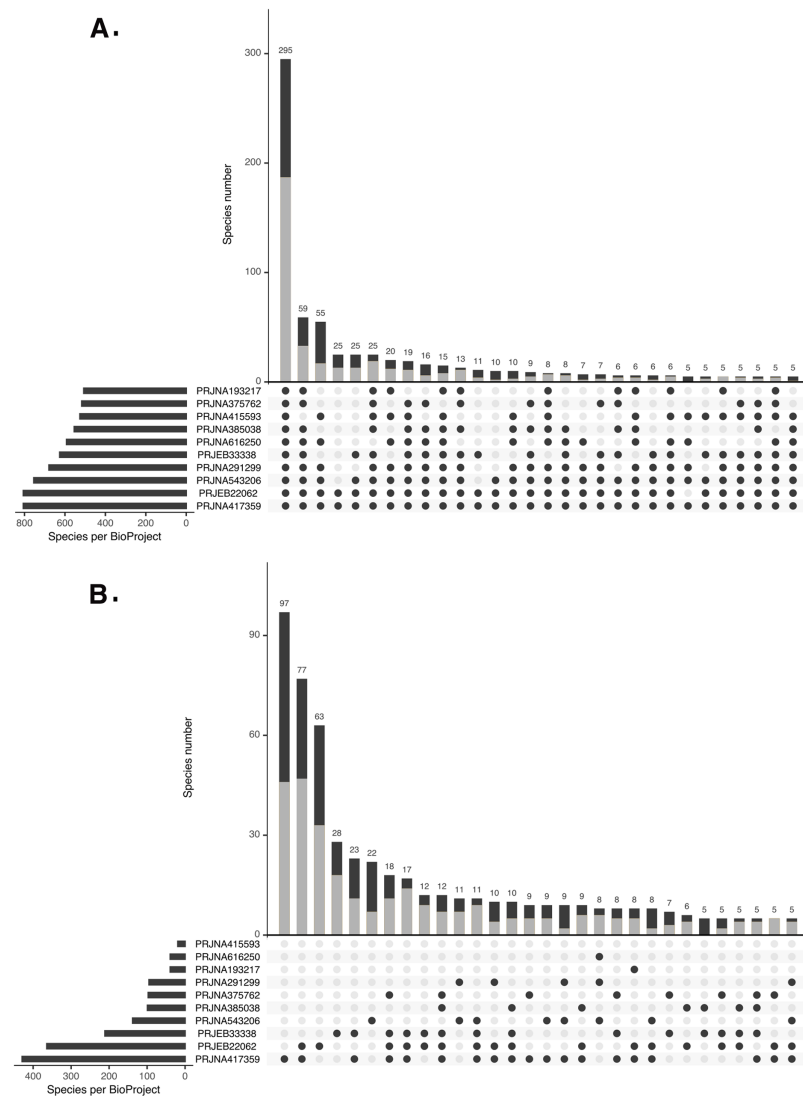 A.
300
200
100
0
Species number
295
59
55
25
25
25
20
19
16
15
13
11
10
10
9
8
8
7
7
6
6
6
6
5
5
5
5
5
5
5
PRJNA193217
PRJNA375762
PRJNA415593
PRJNA385038
PRJNA616250
PRJEB33338
PRJNA291299
PRJNA543206
PRJEB22062
PRJNA417359
800 600 400 200 0
Species per BioProject
B.
90
60
30
0
Species number
97
77
63
28
23
22
18
17
12
12
11
11
10
10
9
9
9
9
8
8
8
8
7
6
5
5
5
5
5
5
PRJNA415593
PRJNA616250
PRJNA193217
PRJNA291299
PRJNA375762
PRJNA385038
PRJNA543206
PRJEB33338
PRJEB22062
PRJNA417359
400 300 200 100 0
Species per BioProject